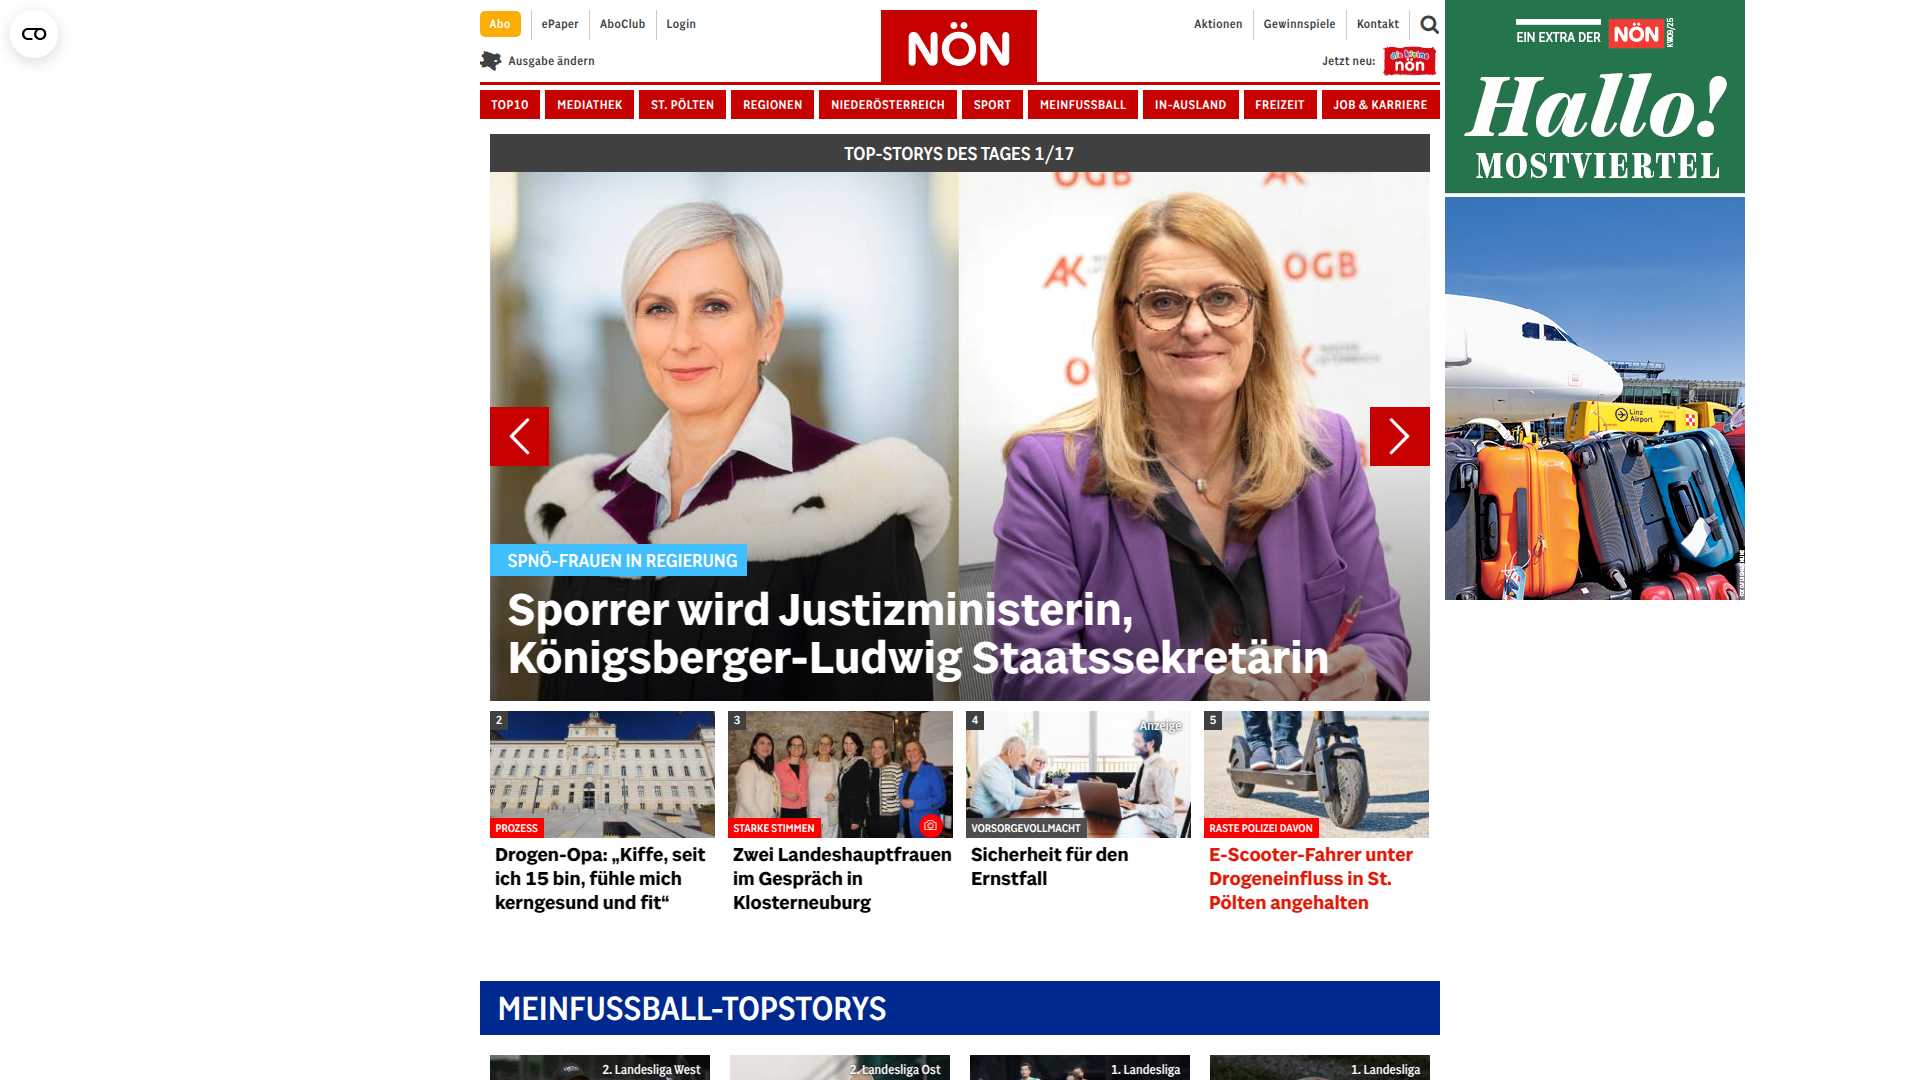 Abo
ePaper
AboClub
Login
Ausgabe ändern
NÖN
Aktionen
Gewinnspiele
Kontakt
Jetzt neu:
die kleine
nön
TOP10
MEDIATHEK
ST. PÖLTEN
REGIONEN
NIEDERÖSTERREICH
SPORT
MEINFUSSBALL
IN-AUSLAND
FREIZEIT
JOB & KARRIERE
TOP-STORYS DES TAGES 1/17
ÖGB
AK
ÖGB
SPNÖ-FRAUEN IN REGIERUNG
Sporrer wird Justizministerin,
Königsberger-Ludwig Staatssekretärin
2
PROZESS
Drogen-Opa: „Kiffe, seit
ich 15 bin, fühle mich
kerngesund und fit“
3
STARKE STIMMEN
Zwei Landeshauptfrauen
im Gespräch in
Klosterneuburg
4
Anzeige
VORSORGEVOLLMACHT
Sicherheit für den
Ernstfall
5
RASTE POLIZEI DAVON
E-Scooter-Fahrer unter
Drogeneinfluss in St.
Pölten angehalten
MEINFUSSBALL-TOPSTORYS
2. Landesliga West
2. Landesliga Ost
1. Landesliga
1. Landesliga
EIN EXTRA DER NÖN
KW09/25
Hallo!
MOSTVIERTEL
Linz
Airport